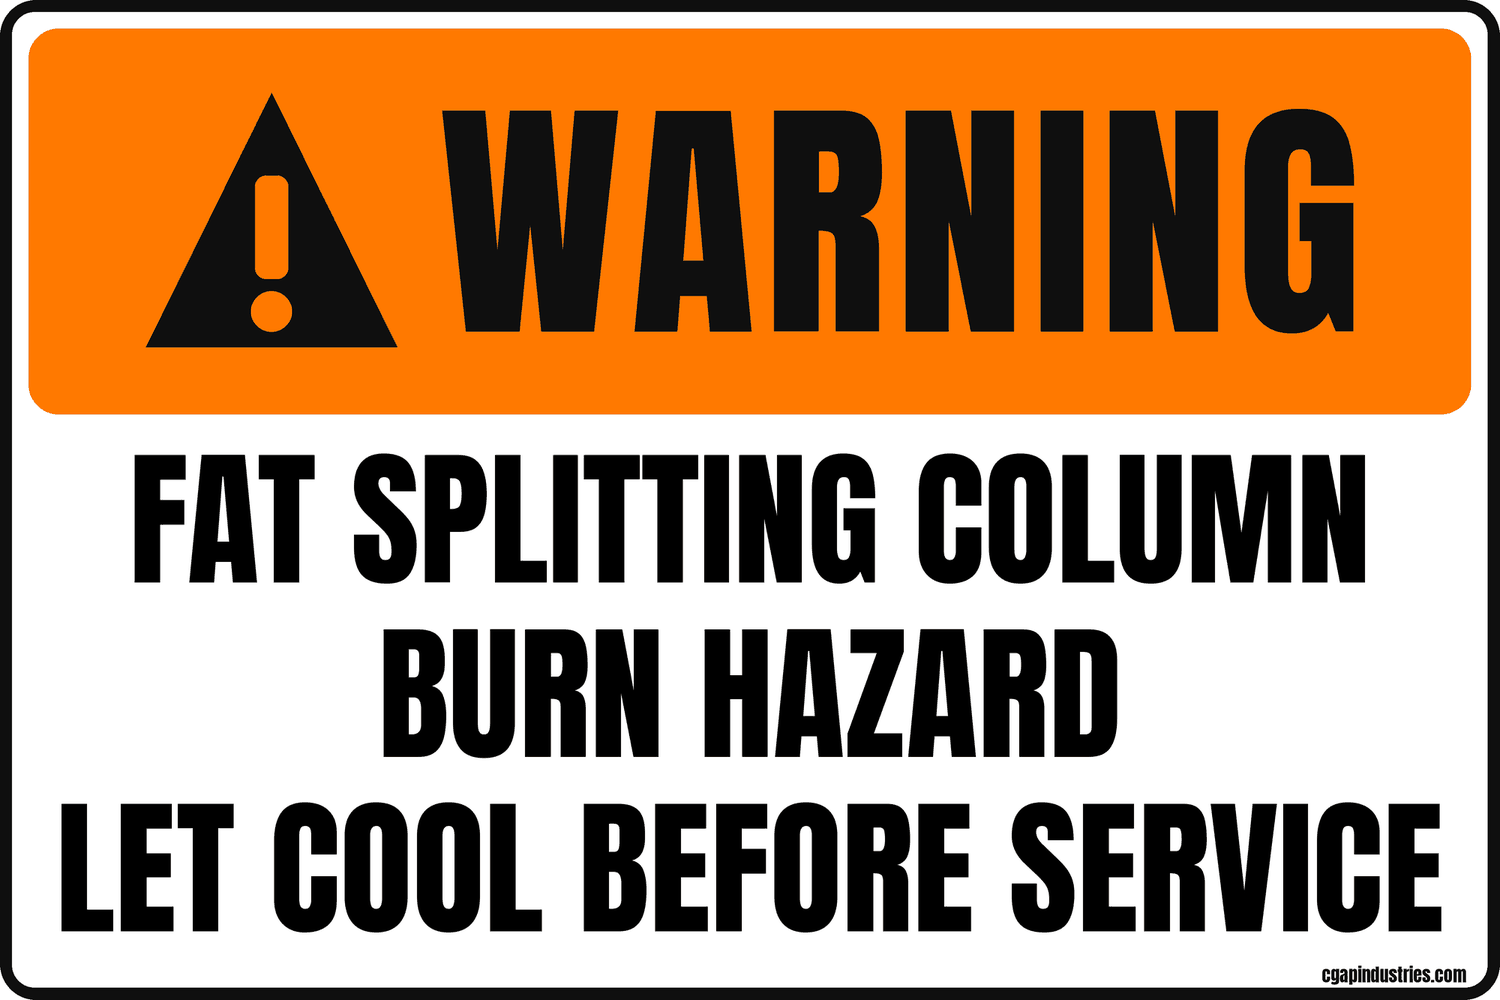 WARNING
FAT SPLITTING COLUMN
BURN HAZARD
LET COOL BEFORE SERVICE
cgapindustries.com